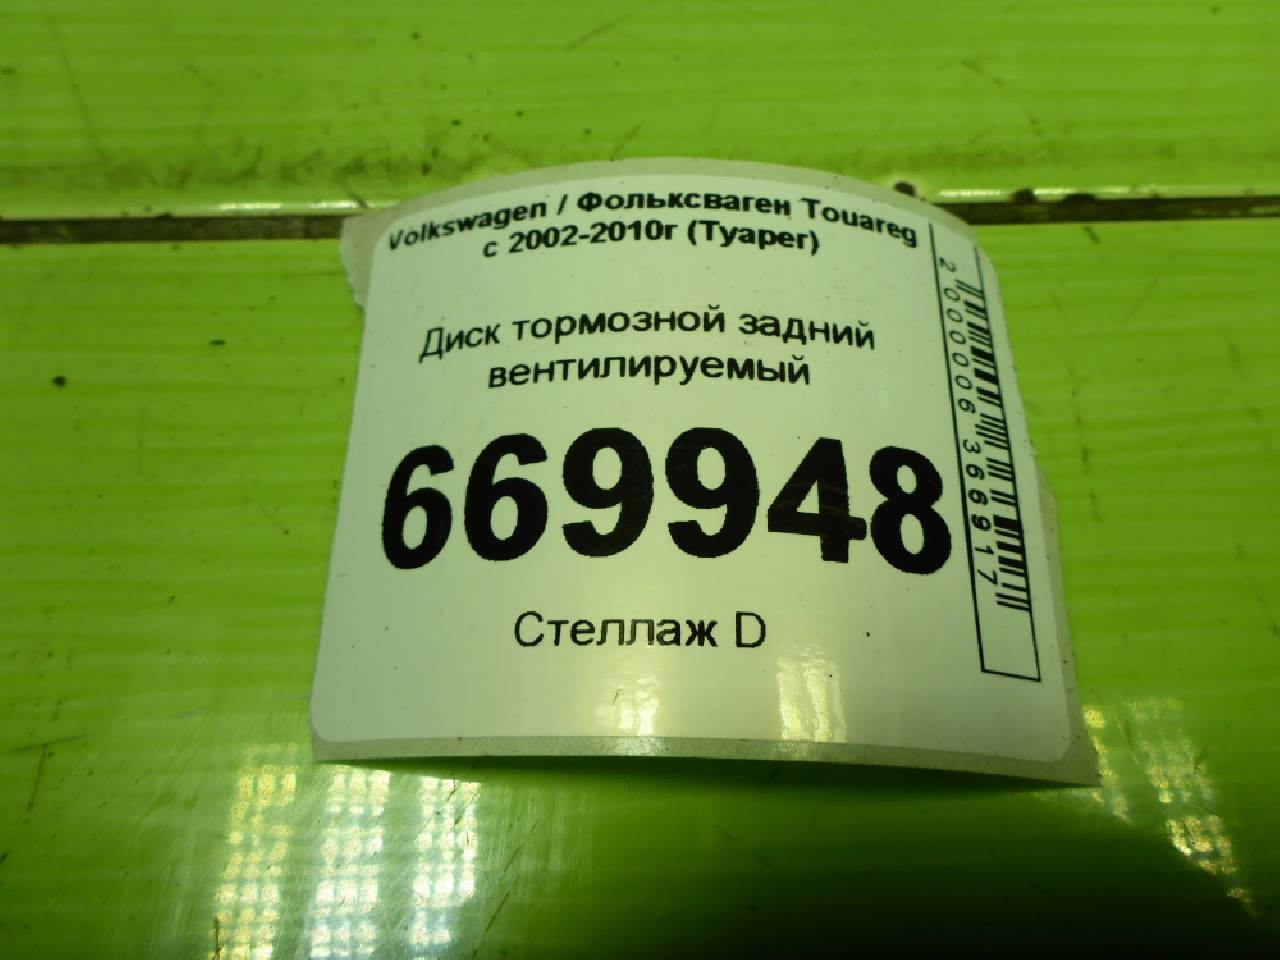 Volkswagen / Фольксваген Touareg
с 2002-2010г (Туарег)
Диск тормозной задний
вентилируемый
669948
Стеллаж D
2000006366917